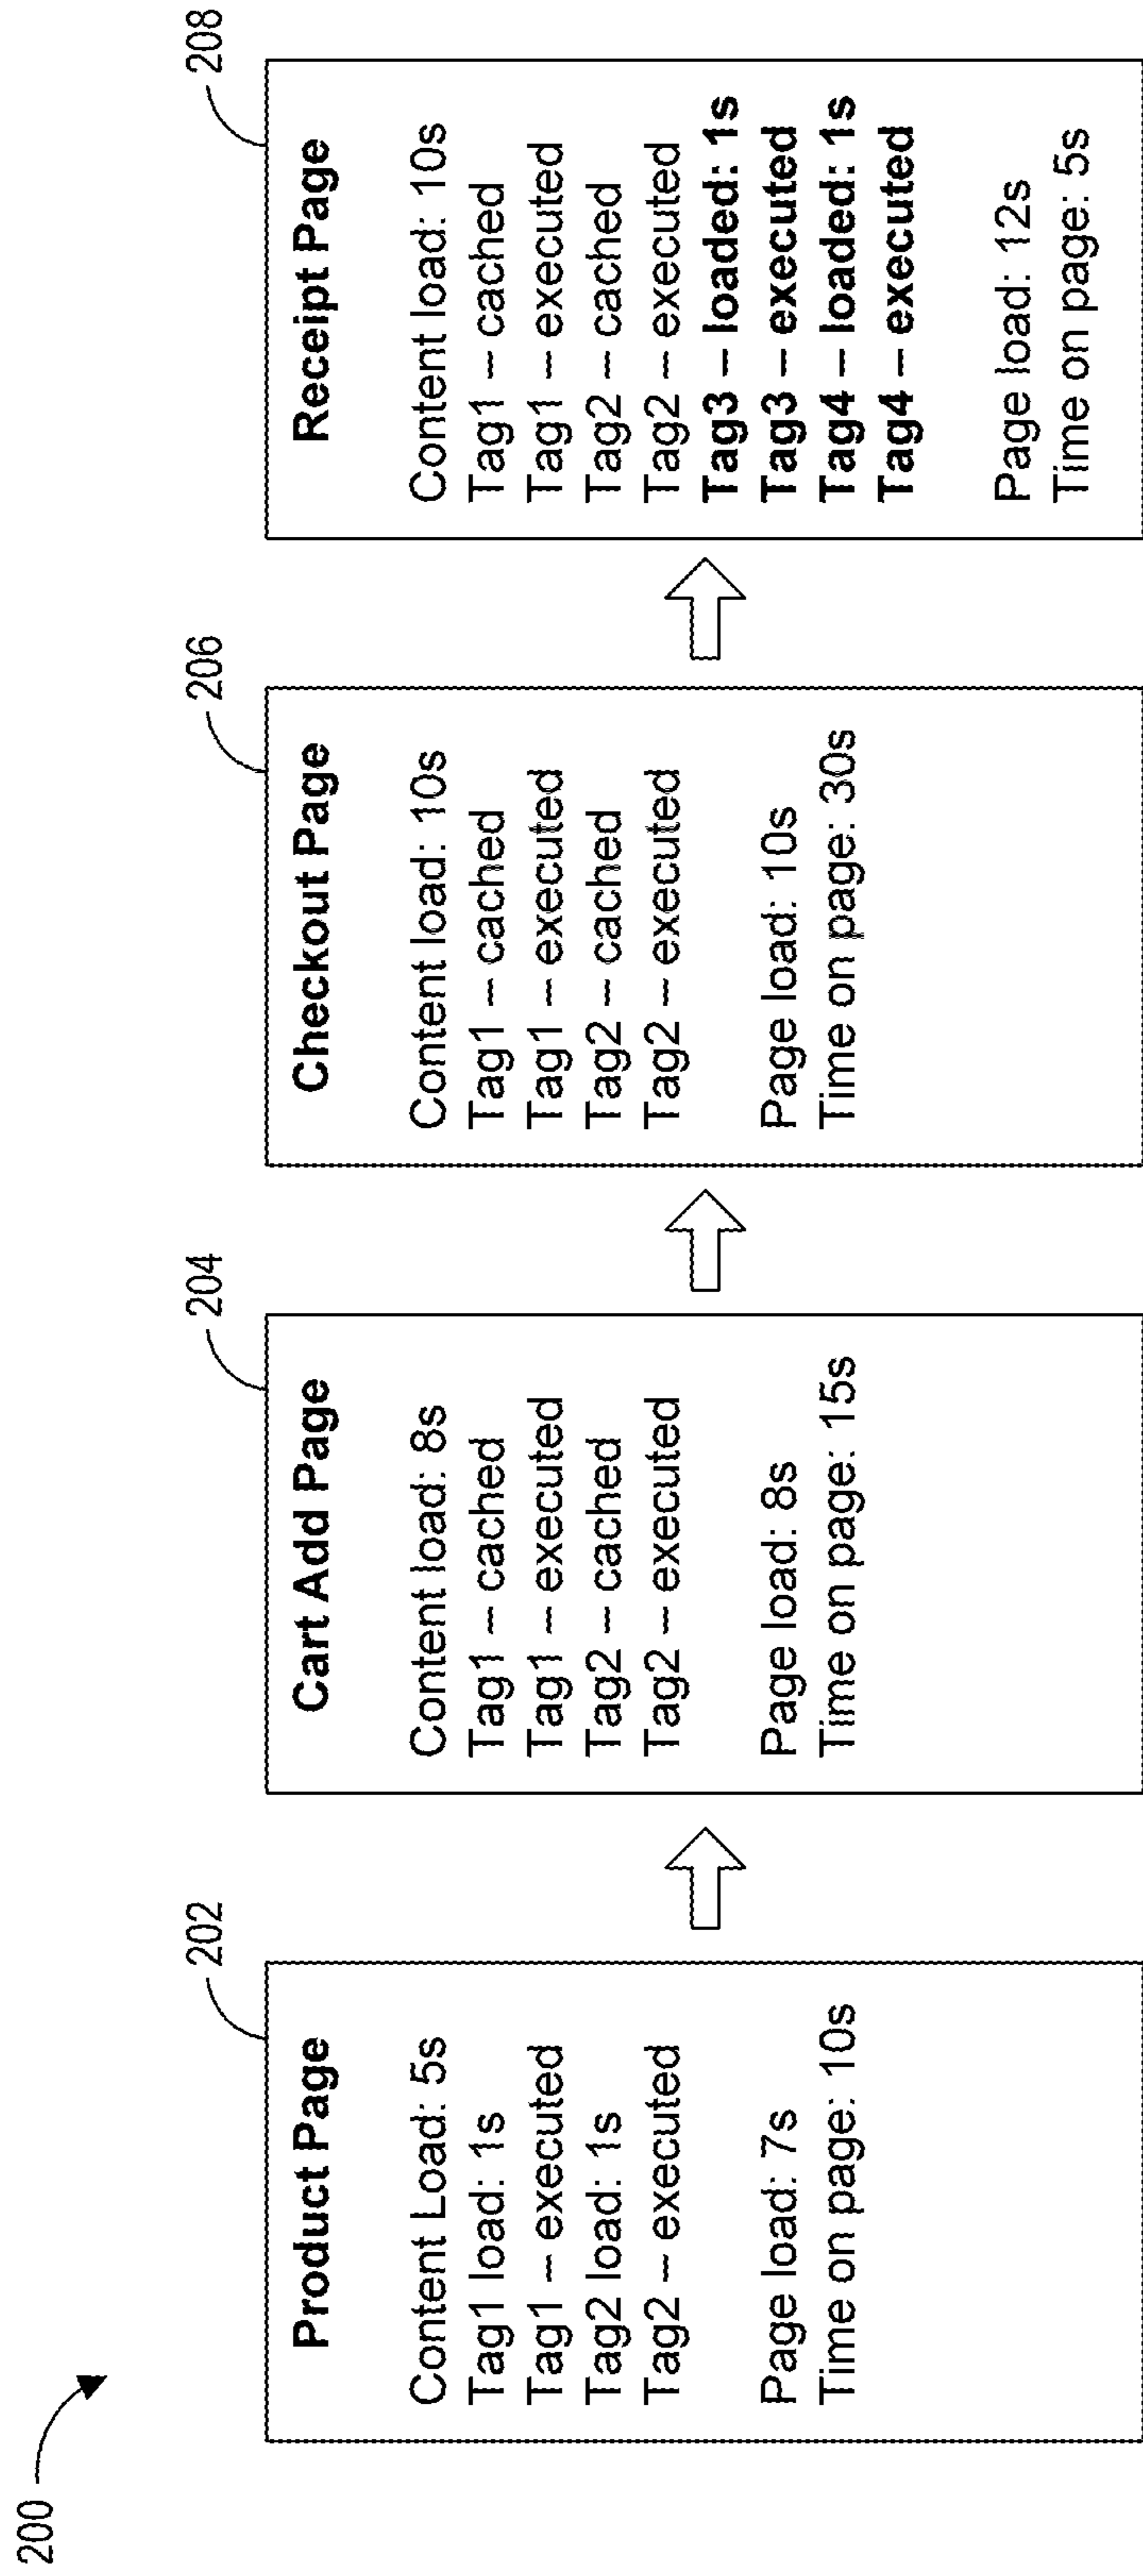 200
202
Product Page
Content Load: 5s
Tag1 load: 1s
Tag1 – executed
Tag2 load: 1s
Tag2 – executed
Page load: 7s
Time on page: 10s
204
Cart Add Page
Content load: 8s
Tag1 – cached
Tag1 – executed
Tag2 – cached
Tag2 – executed
Page load: 8s
Time on page: 15s
206
Checkout Page
Content load: 10s
Tag1 – cached
Tag1 – executed
Tag2 – cached
Tag2 – executed
Page load: 10s
Time on page: 30s
208
Receipt Page
Content load: 10s
Tag1 – cached
Tag1 – executed
Tag2 – cached
Tag2 – executed
Tag3 – loaded: 1s
Tag3 – executed
Tag4 – loaded: 1s
Tag4 – executed
Page load: 12s
Time on page: 5s